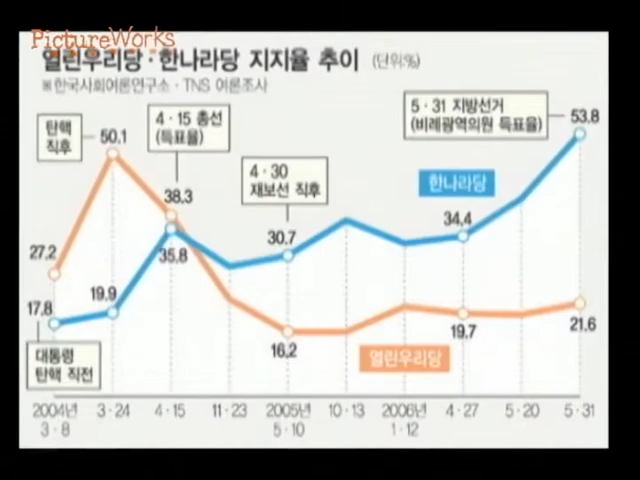 PictureWorks
열린우리당·한나라당 지지율 추이 (단위%)
※한국사회여론연구소·TNS 여론조사
탄핵
직후
50.1
4·15 총선
(득표율)
38.3
5·31 지방선거
(비례광역의원 득표율)
53.8
4·30
재보선 직후
한나라당
27.2
17.8
19.9
35.8
30.7
34.4
16.2
19.7
21.6
열린우리당
대통령
탄핵 직전
2004년
3·8
3·24
4·15
11·23
2005년
5·10
10·13
2006년
1·12
4·27
5·20
5·31